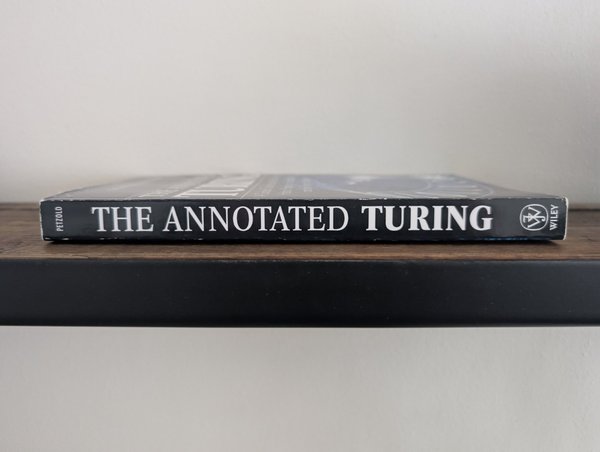 PETZOLD
THE ANNOTATED TURING
WILEY